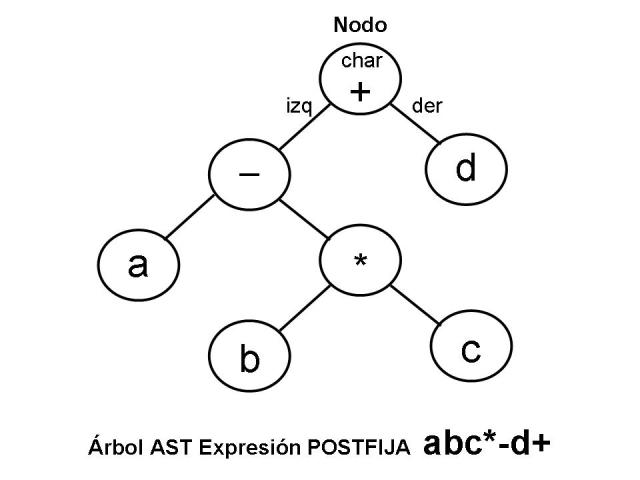 Nodo
char
+
izq
der
–
d
a
*
b
c
Árbol AST Expresión POSTFIJA abc*-d+